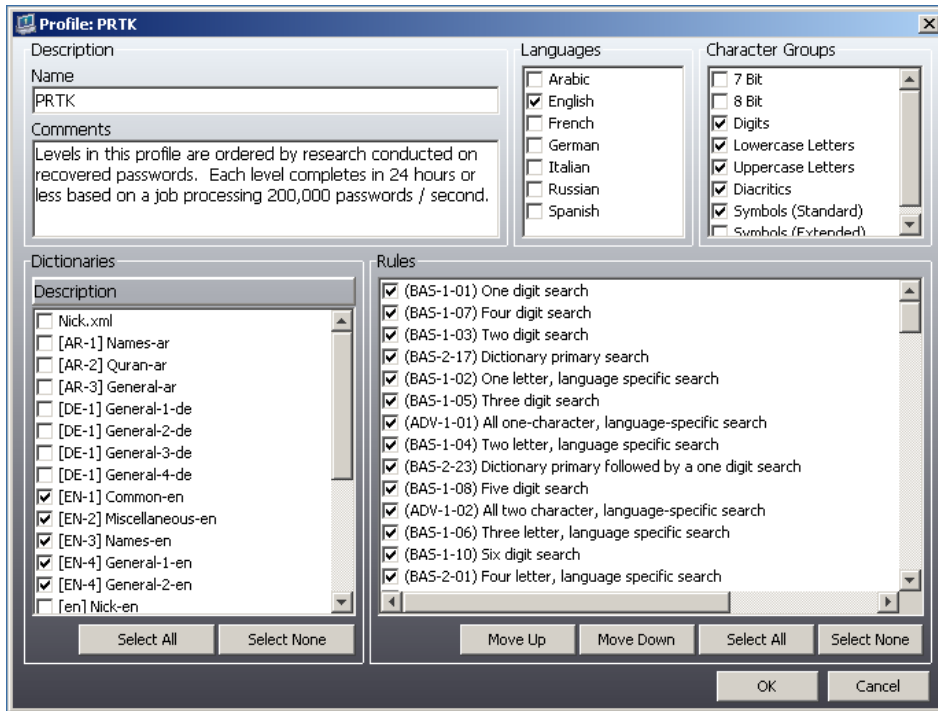 Profile: PRTK
Description
Name
PRTK
Comments
Levels in this profile are ordered by research conducted on
recovered passwords.  Each level completes in 24 hours or
less based on a job processing 200,000 passwords / second.
Languages
Arabic
English
French
German
Italian
Russian
Spanish
Character Groups
7 Bit
8 Bit
Digits
Lowercase Letters
Uppercase Letters
Diacritics
Symbols (Standard)
Symbols (Extended)
Dictionaries
Description
Nick.xml
[AR-1] Names-ar
[AR-2] Quran-ar
[AR-3] General-ar
[DE-1] General-1-de
[DE-1] General-2-de
[DE-1] General-3-de
[DE-1] General-4-de
[EN-1] Common-en
[EN-2] Miscellaneous-en
[EN-3] Names-en
[EN-4] General-1-en
[EN-4] General-2-en
[en] Nick-en
Select All
Select None
Rules
(BAS-1-01) One digit search
(BAS-1-07) Four digit search
(BAS-1-03) Two digit search
(BAS-2-17) Dictionary primary search
(BAS-1-02) One letter, language specific search
(BAS-1-05) Three digit search
(ADV-1-01) All one-character, language-specific search
(BAS-1-04) Two letter, language specific search
(BAS-2-23) Dictionary primary followed by a one digit search
(BAS-1-08) Five digit search
(ADV-1-02) All two character, language-specific search
(BAS-1-06) Three letter, language specific search
(BAS-1-10) Six digit search
(BAS-2-01) Four letter, language specific search
Move Up
Move Down
Select All
Select None
OK
Cancel